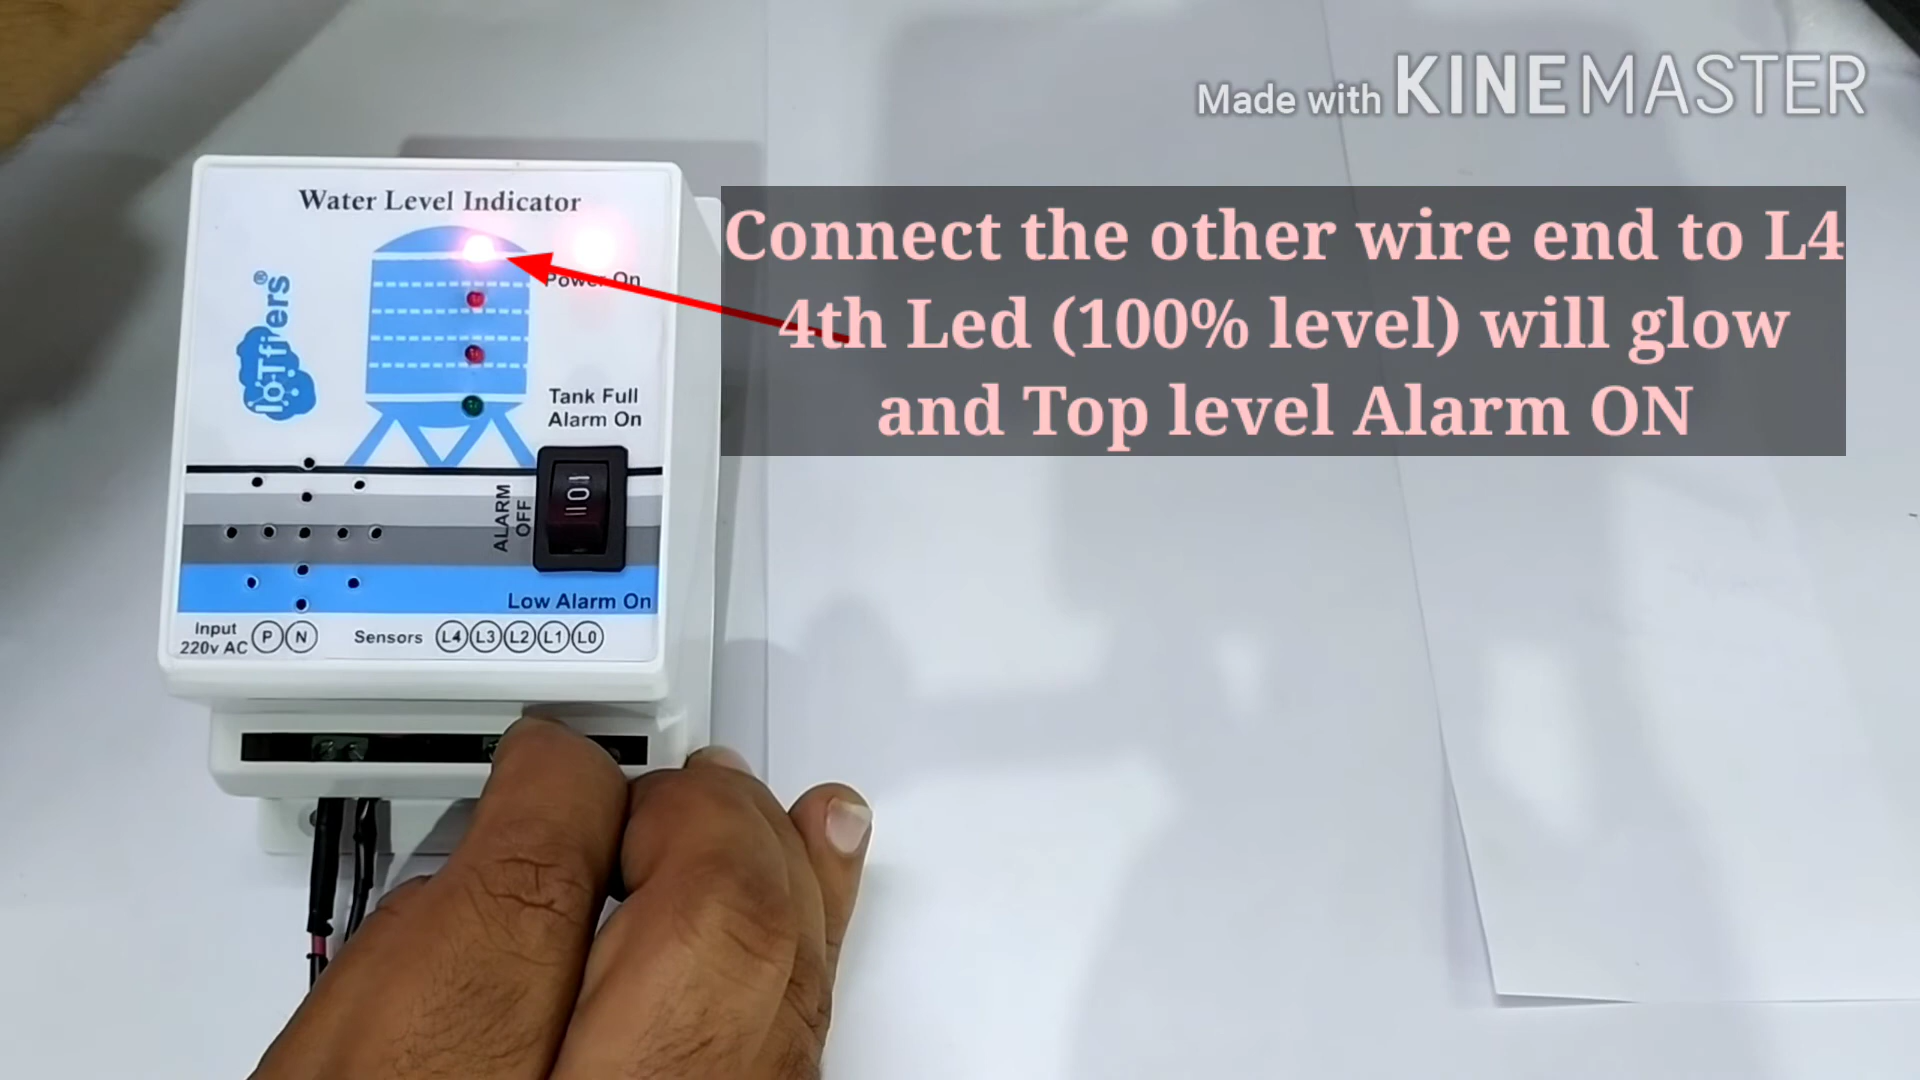 Made with KINEMASTER
Water Level Indicator
Connect the other wire end to L4
4th Led (100% level) will glow
and Top level Alarm ON
Power On
IoTfiers®
Tank Full
Alarm On
ALARM
OFF
Low Alarm On
Input
220v AC
P N
Sensors L4 L3 L2 L1 L0